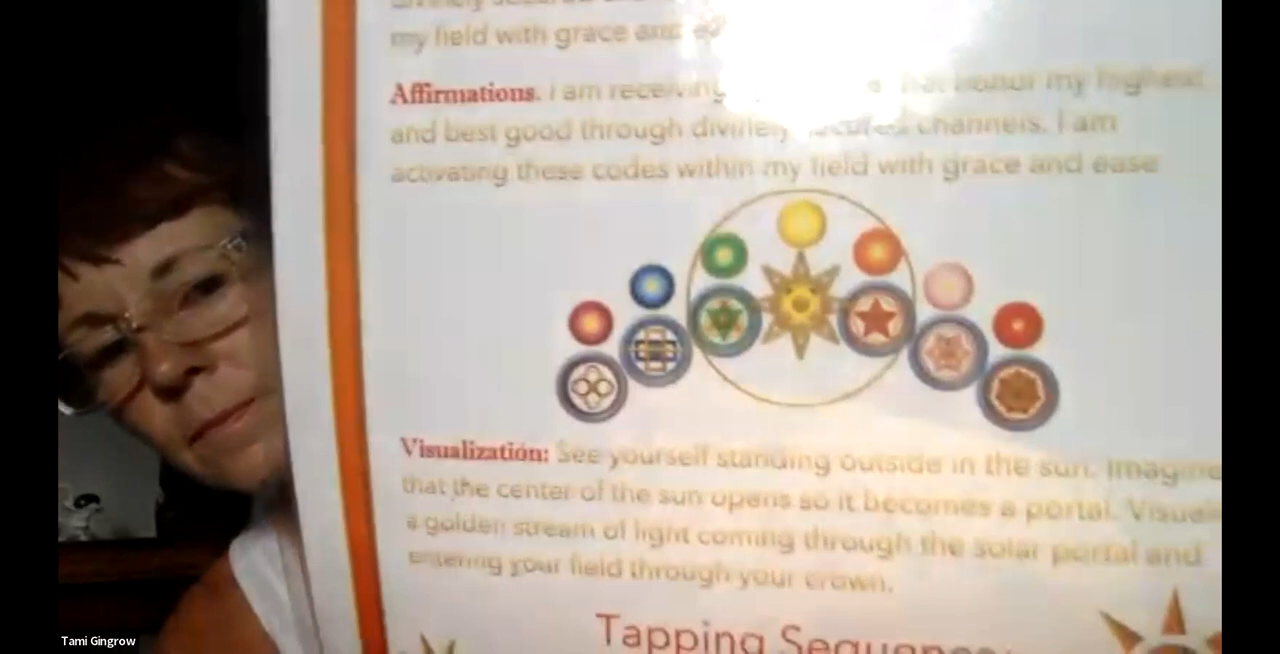 my field with grace and
Affirmations. I am receiving honor my highest
and best good through divinely channels. I am
activating these codes within my field with grace and ease
Visualization: See yourself standing outside in the sun. Imagine
that the center of the sun opens so it becomes a portal.
a golden stream of light coming through the solar portal and
entering your field through your crown.
Tapping
Tami Gingrow